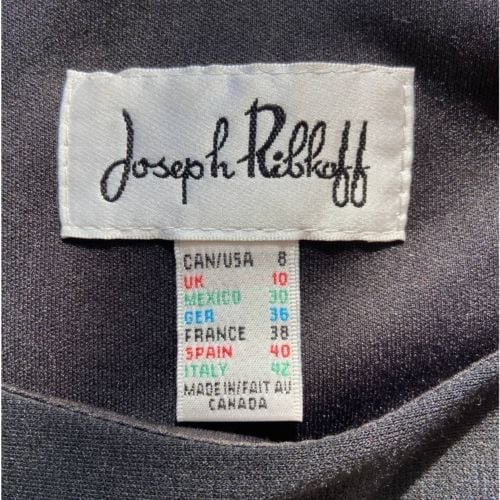 Joseph Ribkoff
CAN/USA 8
UK 10
MEXICO 30
GER 36
FRANCE 38
SPAIN 40
ITALY 42
MADE IN/FAIT AU
CANADA